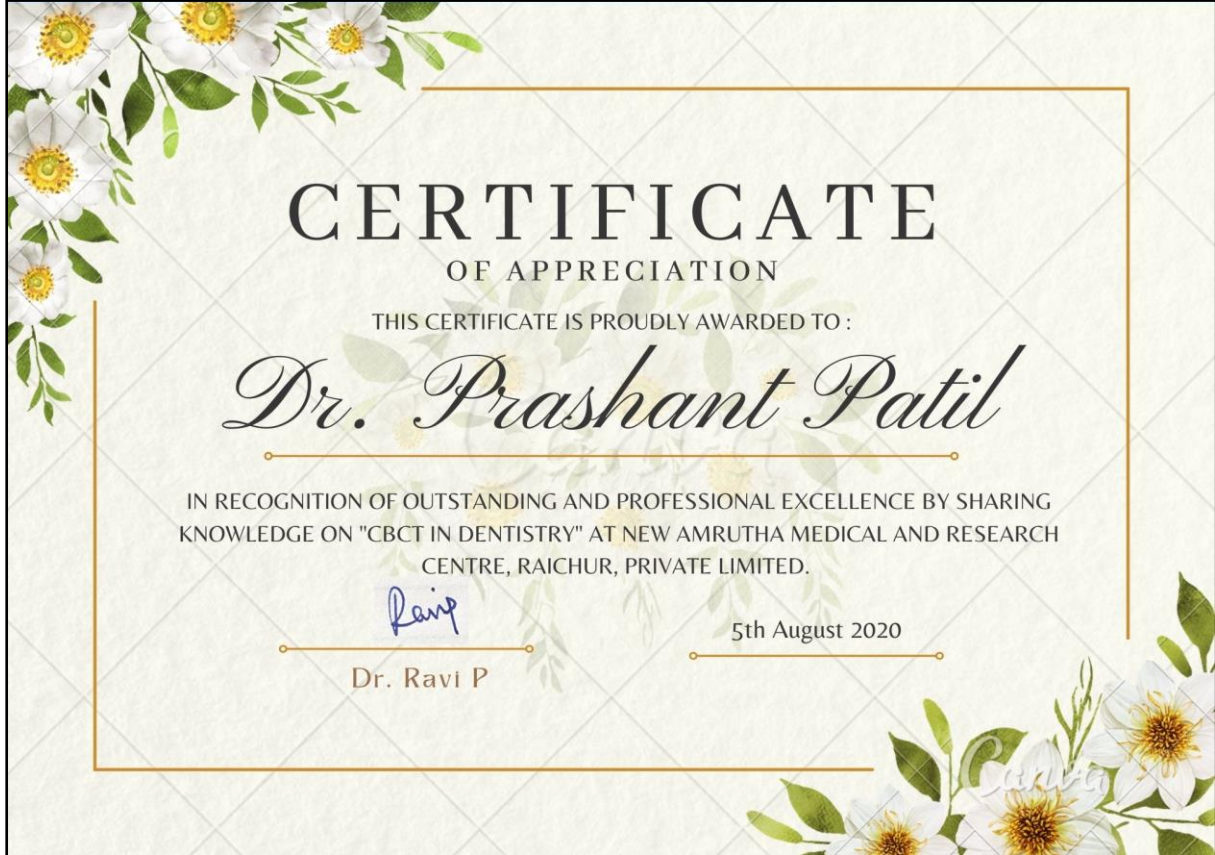 CERTIFICATE
OF APPRECIATION
THIS CERTIFICATE IS PROUDLY AWARDED TO :
Dr. Prashant Patil
IN RECOGNITION OF OUTSTANDING AND PROFESSIONAL EXCELLENCE BY SHARING
KNOWLEDGE ON "CBCT IN DENTISTRY" AT NEW AMRUTHA MEDICAL AND RESEARCH
CENTRE, RAICHUR, PRIVATE LIMITED.
Ravip
5th August 2020
Dr. Ravi P
Canva